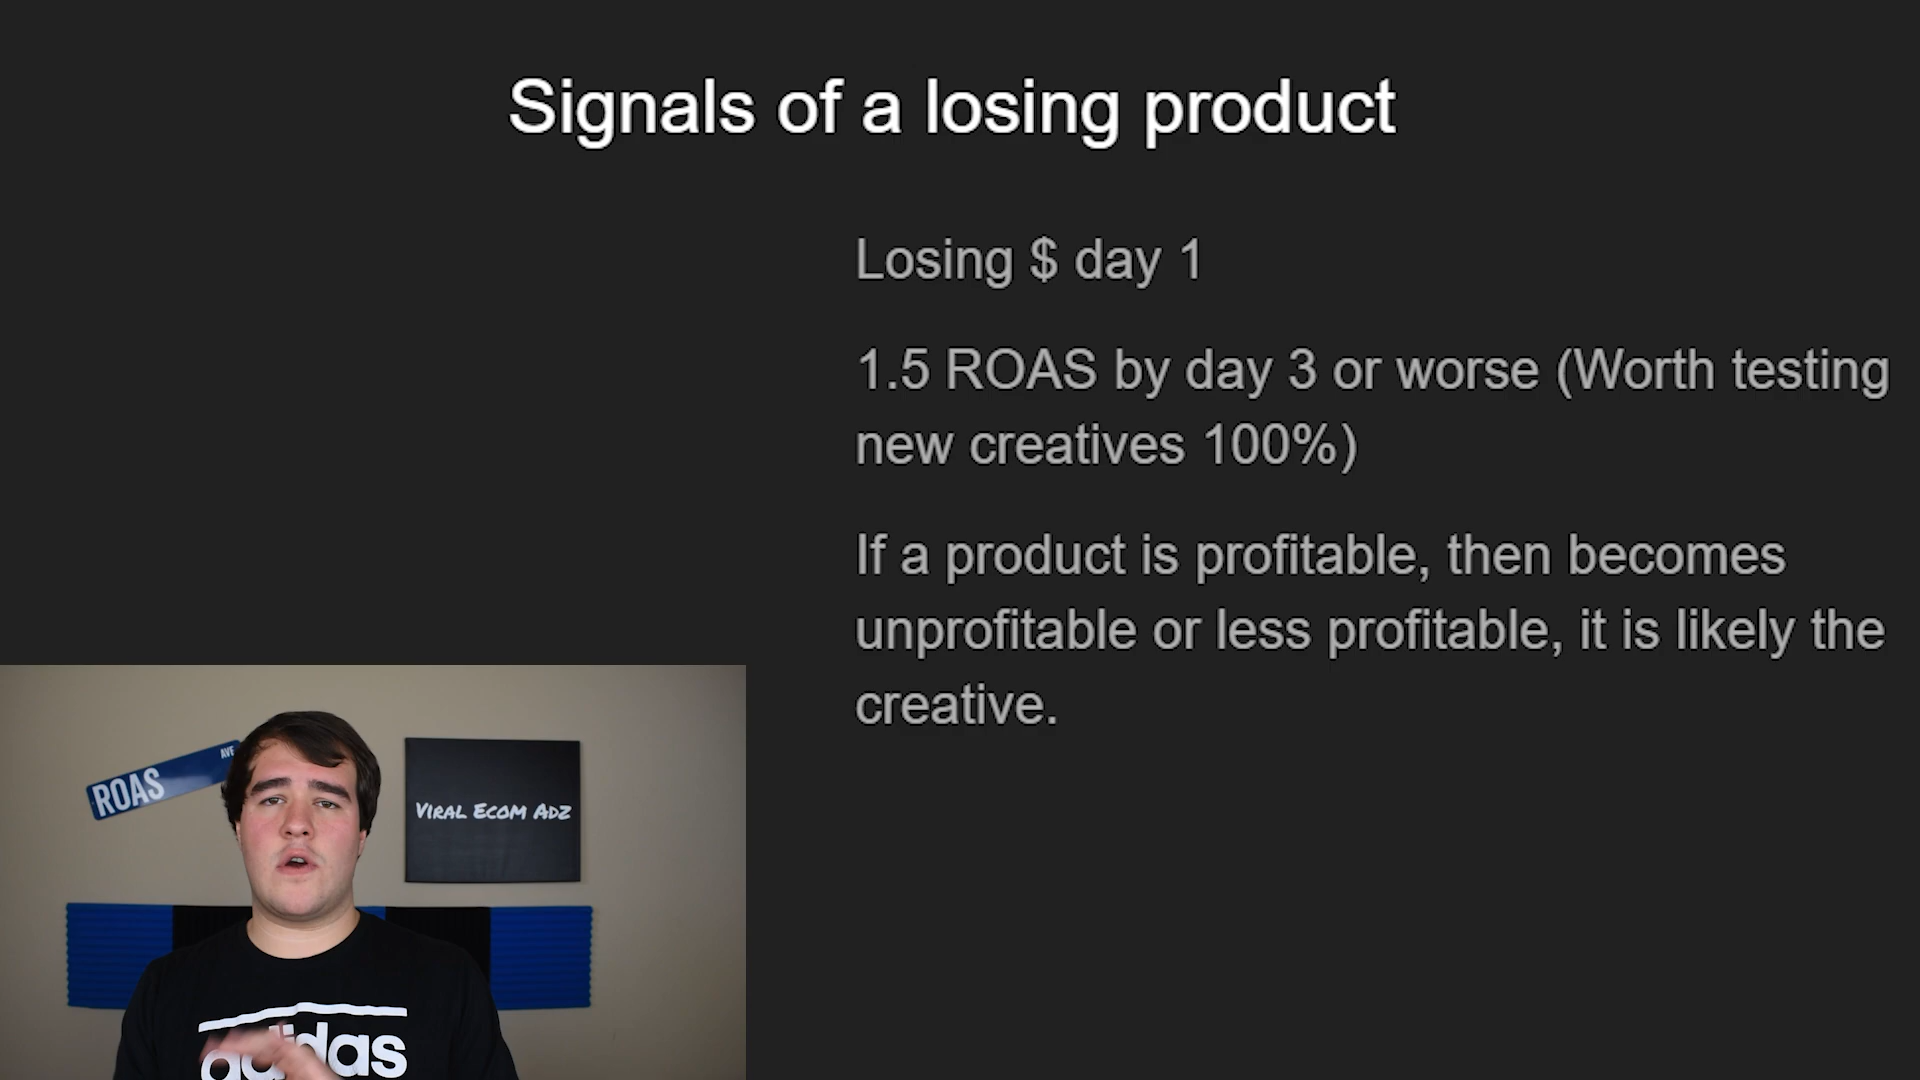 Signals of a losing product
Losing $ day 1
1.5 ROAS by day 3 or worse (Worth testing
new creatives 100%)
If a product is profitable, then becomes
unprofitable or less profitable, it is likely the
creative.
AVE
ROAS
VIRAL ECOM ADZ
adidas